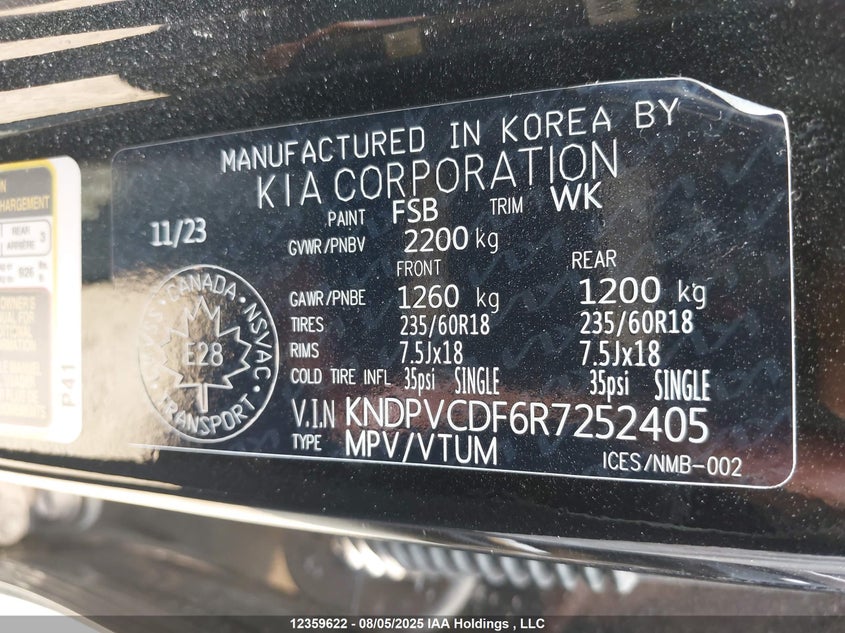 MANUFACTURED IN KOREA BY
KIA CORPORATION
11/23 PAINT FSB TRIM WK
GVWR/PNBV 2200 kg
FRONT REAR
GAWR/PNBE 1260 kg 1200 kg
TIRES 235/60R18 235/60R18
RIMS 7.5Jx18 7.5Jx18
COLD TIRE INFL 35psi SINGLE 35psi SINGLE
V.I.N KNDPVCDF6R7252405
TYPE MPV/VTUM
ICES/NMB-002
CANADA
NSVAC
TRANSPORT
E28
REAR
ARRIÈRE 3
P41
12359622 - 08/05/2025 IAA Holdings , LLC